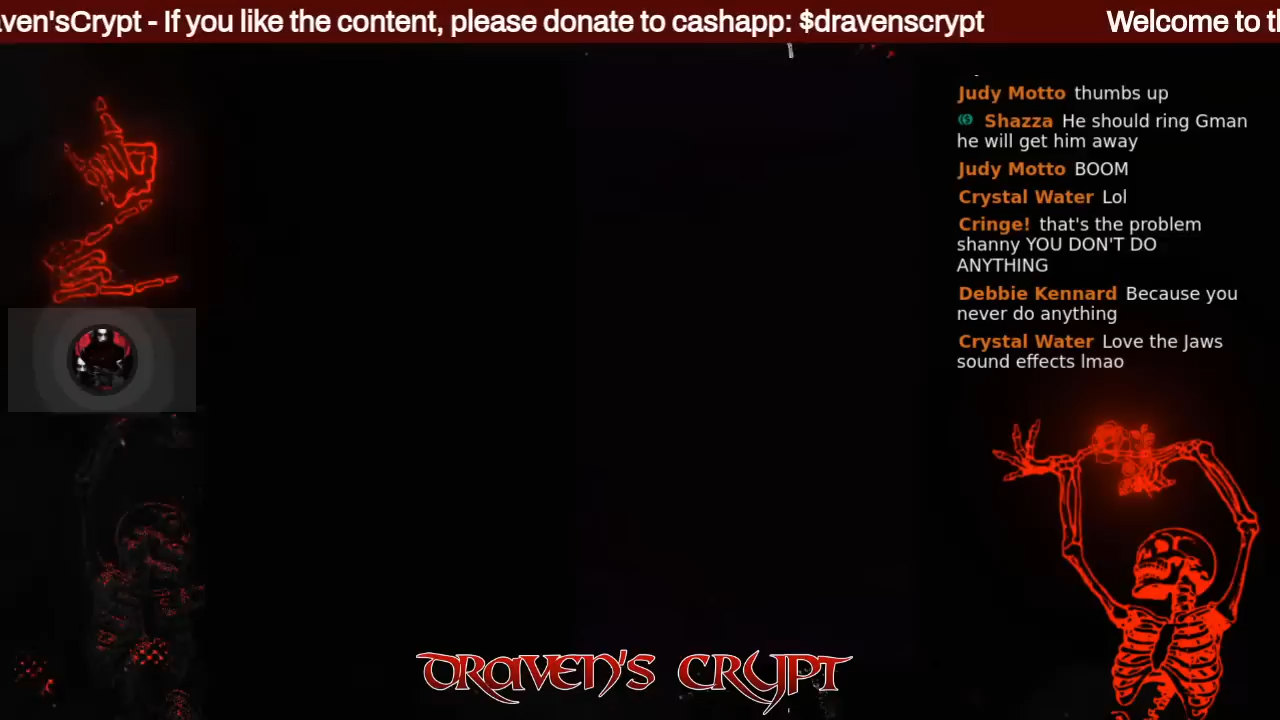 aven'sCrypt - If you like the content, please donate to cashapp: $dravenscrypt Welcome to th
Judy Motto thumbs up
Shazza He should ring Gman
he will get him away
Judy Motto BOOM
Crystal Water Lol
Cringe! that's the problem
shanny YOU DON'T DO
ANYTHING
Debbie Kennard Because you
never do anything
Crystal Water Love the Jaws
sound effects lmao
DRAVEN'S CRYPT